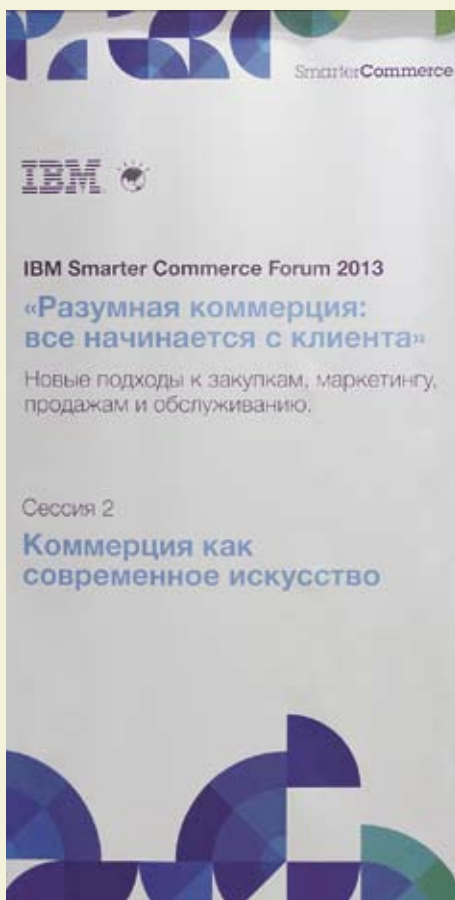 SmarterCommerce
IBM
IBM Smarter Commerce Forum 2013
«Разумная коммерция:
все начинается с клиента»
Новые подходы к закупкам, маркетингу,
продажам и обслуживанию.
Сессия 2
Коммерция как
современное искусство